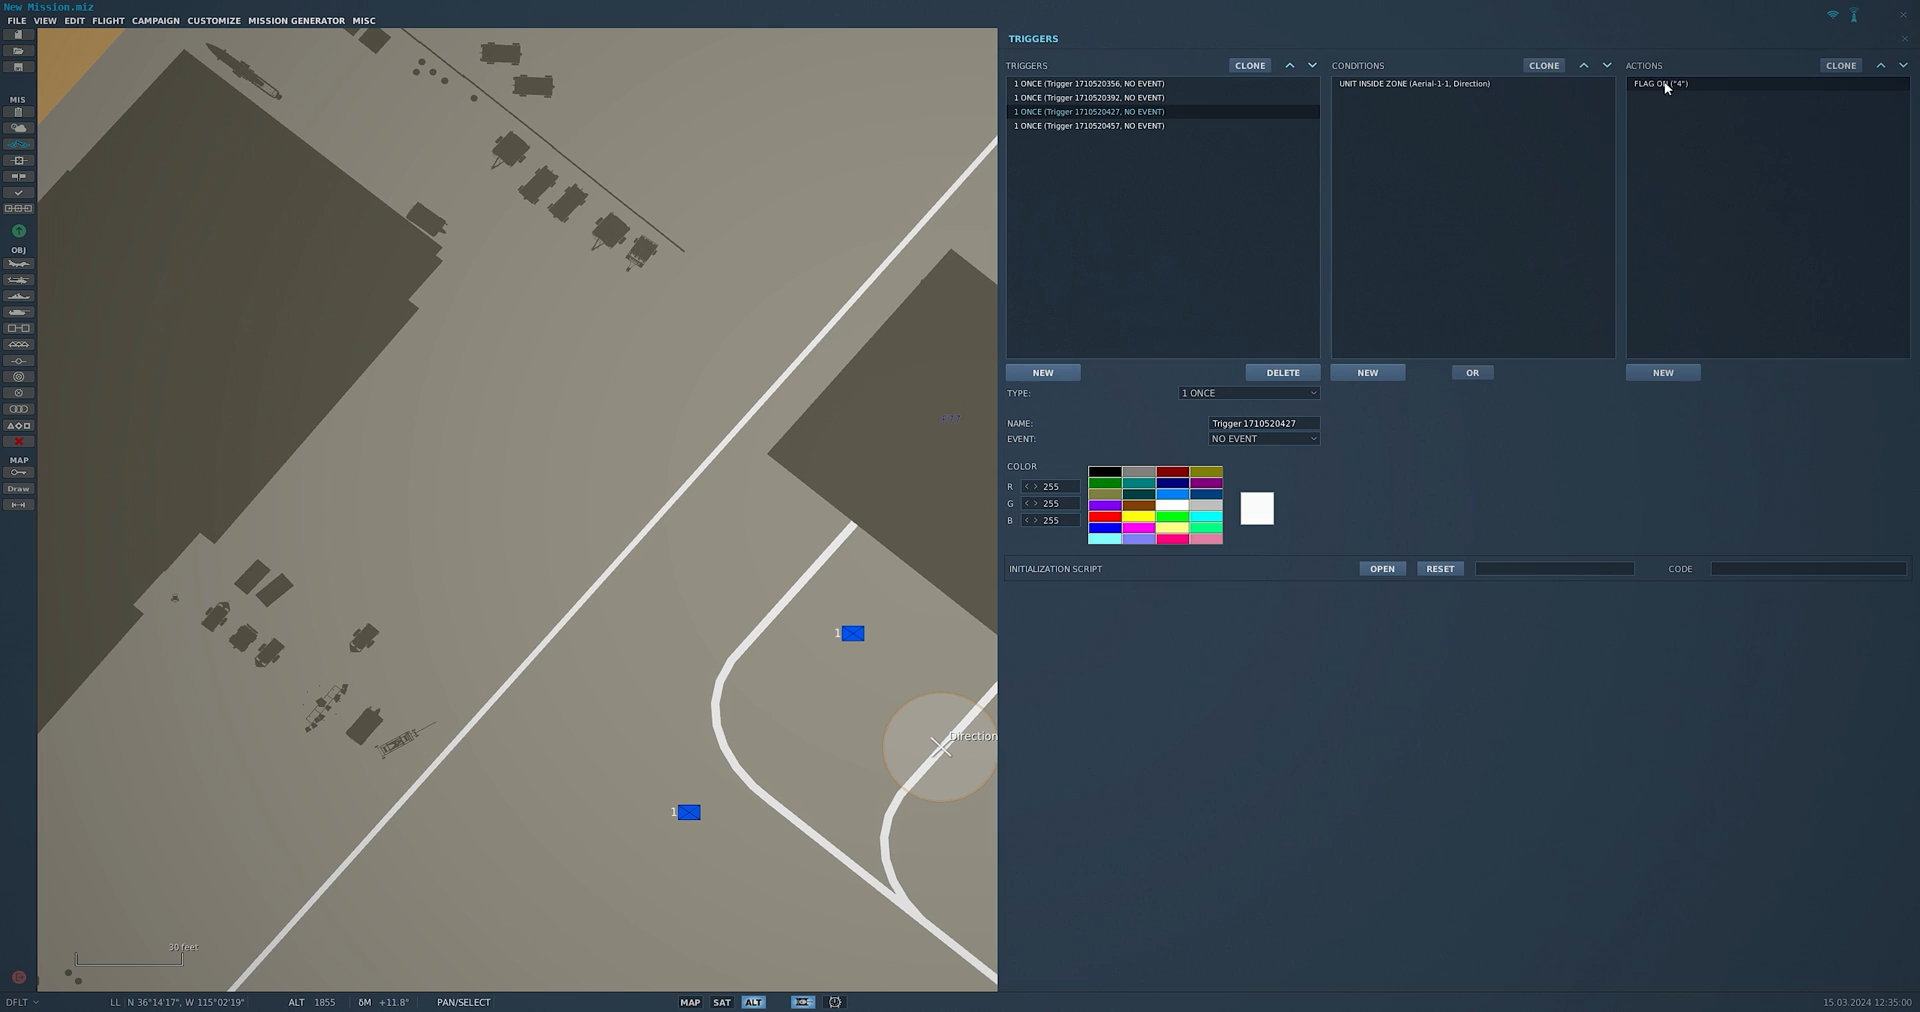 New Mission.miz
FILE VIEW EDIT FLIGHT CAMPAIGN CUSTOMIZE MISSION GENERATOR MISC
TRIGGERS
TRIGGERS CLONE CONDITIONS CLONE ACTIONS CLONE
1 ONCE (Trigger 1710520356, NO EVENT) UNIT INSIDE ZONE (Aerial-1-1, Direction) FLAG ON ("4")
1 ONCE (Trigger 1710520392, NO EVENT)
1 ONCE (Trigger 1710520427, NO EVENT)
1 ONCE (Trigger 1710520457, NO EVENT)
NEW DELETE NEW OR NEW
TYPE: 1 ONCE
NAME: Trigger 1710520427
EVENT: NO EVENT
COLOR
R < > 255
G < > 255
B < > 255
INITIALIZATION SCRIPT OPEN RESET CODE
MIS
OBJ
MAP
Draw
1
Direction
1
30 feet
DFLT LL N 36°14'17", W 115°02'19" ALT 1855 δM +11.8° PAN/SELECT MAP SAT ALT 15.03.2024 12:35:00